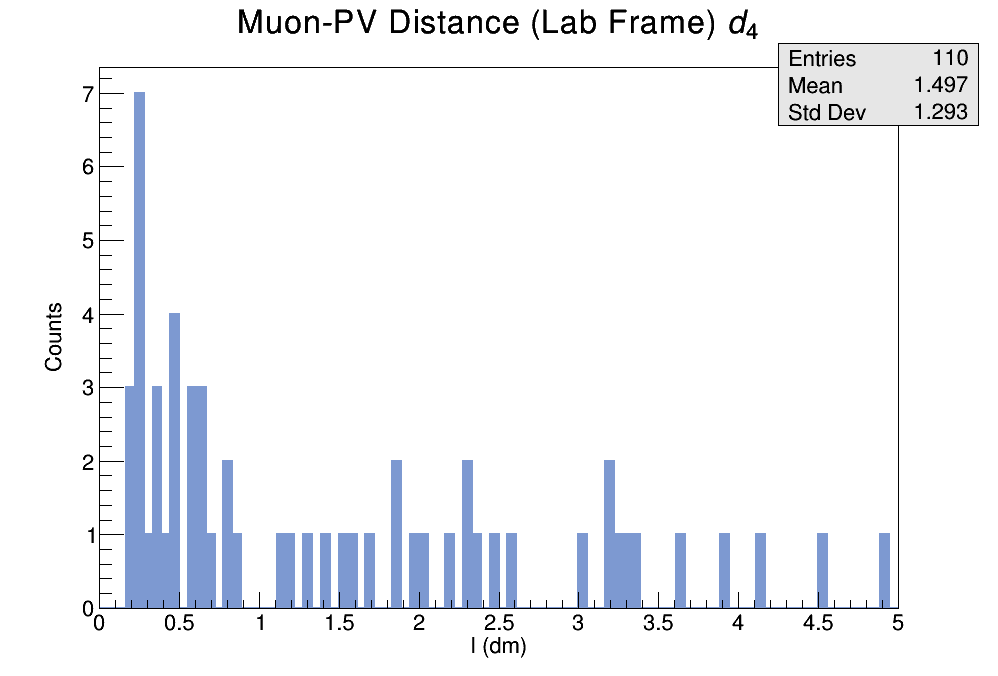 Muon-PV Distance (Lab Frame) d₄
Entries 110
Mean 1.497
Std Dev 1.293
7
6
5
4
3
2
1
0
Counts
0 0.5 1 1.5 2 2.5 3 3.5 4 4.5 5
l (dm)